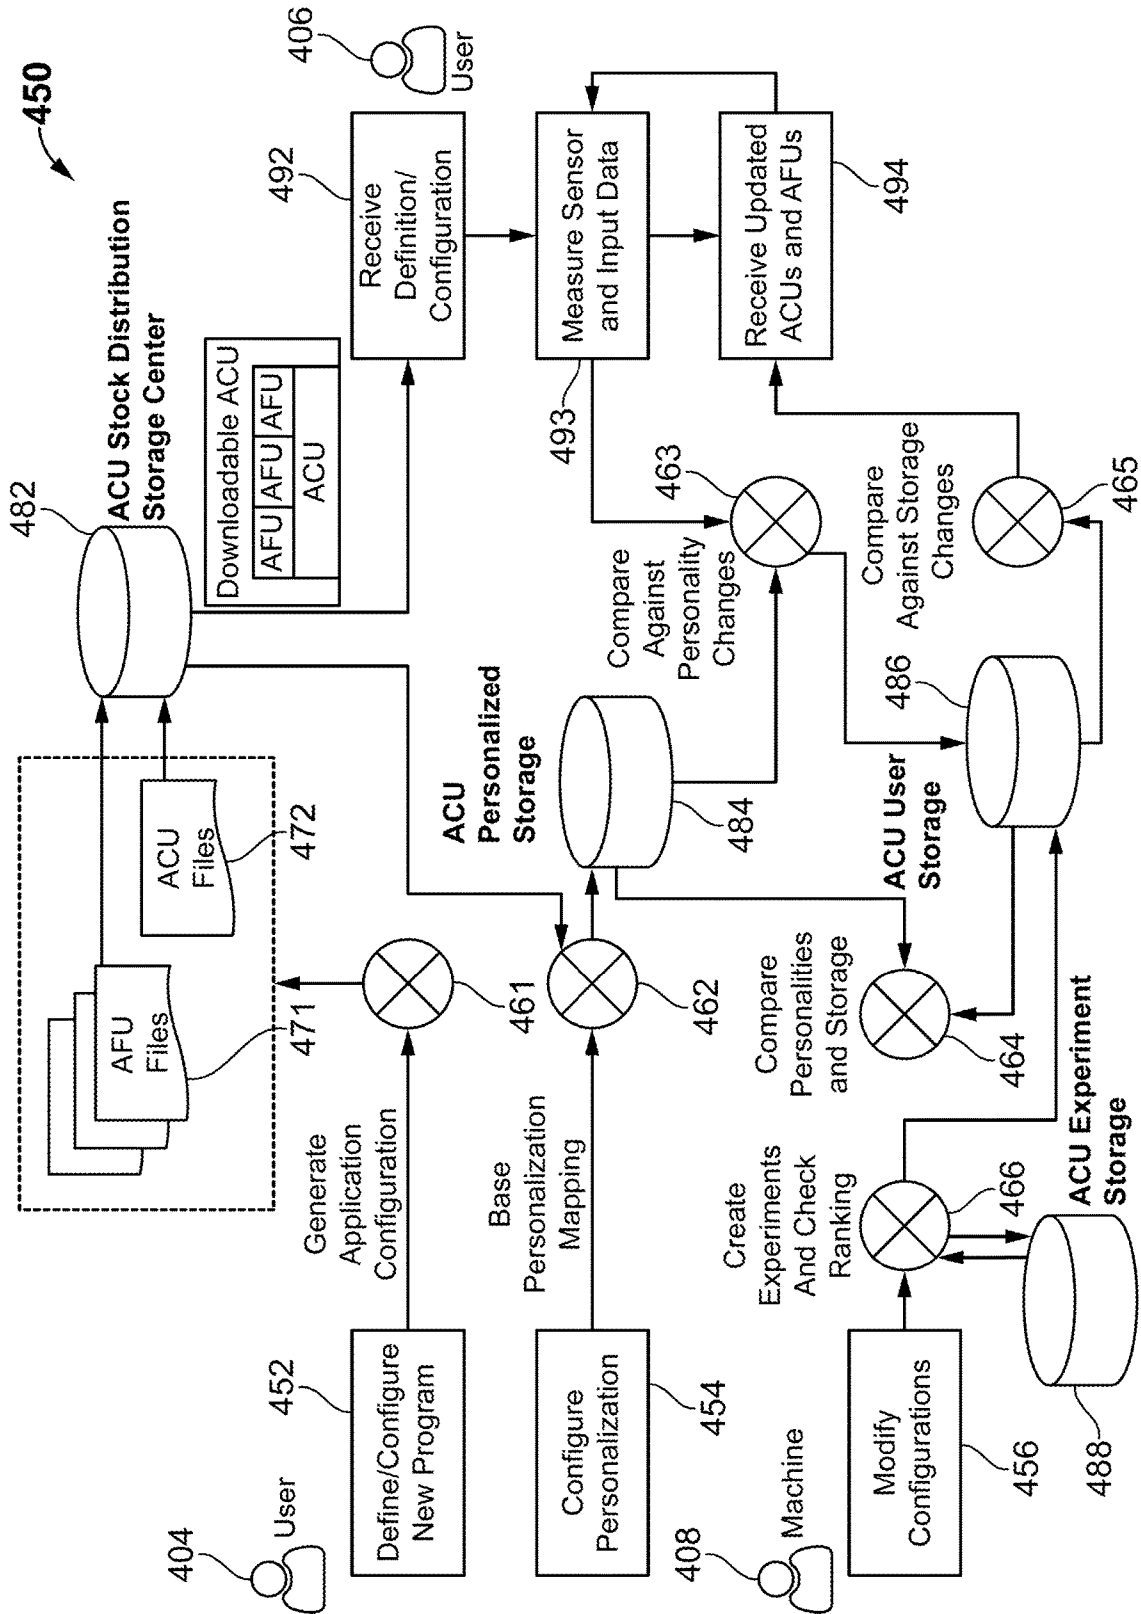 450
404
User
452
Define/Configure
New Program
Generate
Application
Configuration
461
AFU
Files
471
ACU
Files
472
482
ACU Stock Distribution
Storage Center
Downloadable ACU
AFU
AFU
AFU
ACU
492
Receive
Definition/
Configuration
406
User
Configure
Personalization
454
Base
Personalization
Mapping
462
ACU
Personalized
Storage
484
Compare
Against
Personality
Changes
463
493
Measure Sensor
and Input Data
Receive Updated
ACUs and AFUs
494
408
Machine
Modify
Configurations
456
Create
Experiments
And Check
Ranking
466
488
ACU Experiment
Storage
Compare
Personalities
and Storage
464
ACU User
Storage
486
Compare
Against Storage
Changes
465